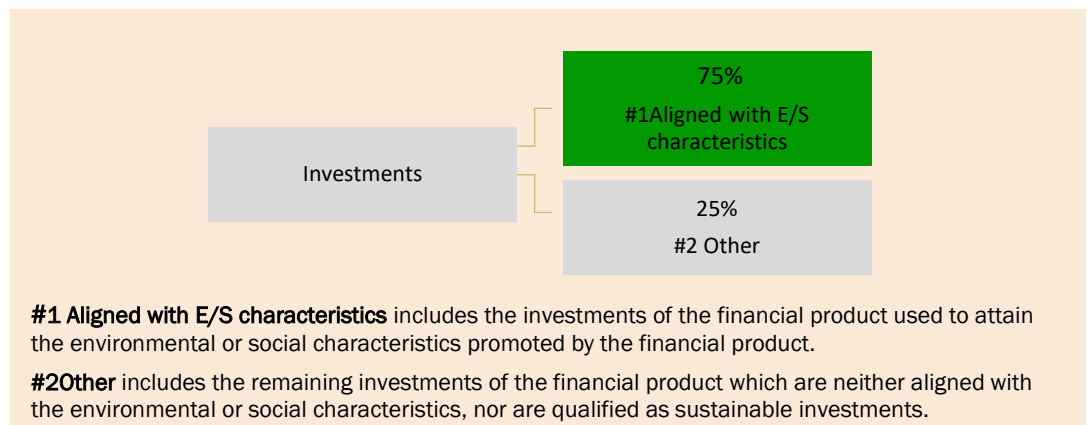 75%
#1Aligned with E/S
characteristics
Investments
25%
#2 Other
#1 Aligned with E/S characteristics includes the investments of the financial product used to attain
the environmental or social characteristics promoted by the financial product.
#2Other includes the remaining investments of the financial product which are neither aligned with
the environmental or social characteristics, nor are qualified as sustainable investments.